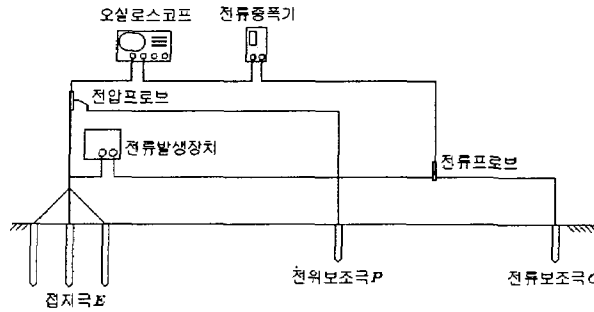 오실로스코프
전류증폭기
전압프로브
전류발생장치
전류프로브
접지극E
전위보조극P
전류보조극C